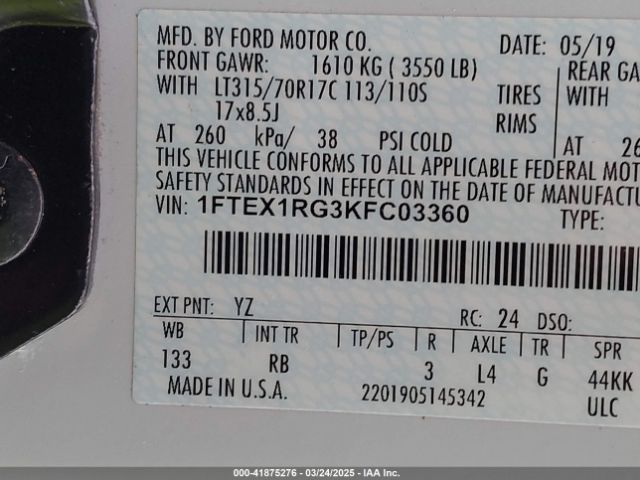 MFD. BY FORD MOTOR CO. DATE: 05/19
FRONT GAWR: 1610 KG ( 3550 LB) REAR GA
WITH LT315/70R17C 113/110S TIRES WITH
17x8.5J RIMS
AT 260 kPa/ 38 PSI COLD AT 26
THIS VEHICLE CONFORMS TO ALL APPLICABLE FEDERAL MOT
SAFETY STANDARDS IN EFFECT ON THE DATE OF MANUFACTU
VIN: 1FTEX1RG3KFC03360 TYPE:
EXT PNT: YZ RC: 24 DSO:
WB INT TR TP/PS R AXLE TR SPR
133 RB 3 L4 G 44KK
MADE IN U.S.A. 2201905145342 ULC
000-41875276 - 03/24/2025 - IAA Inc.